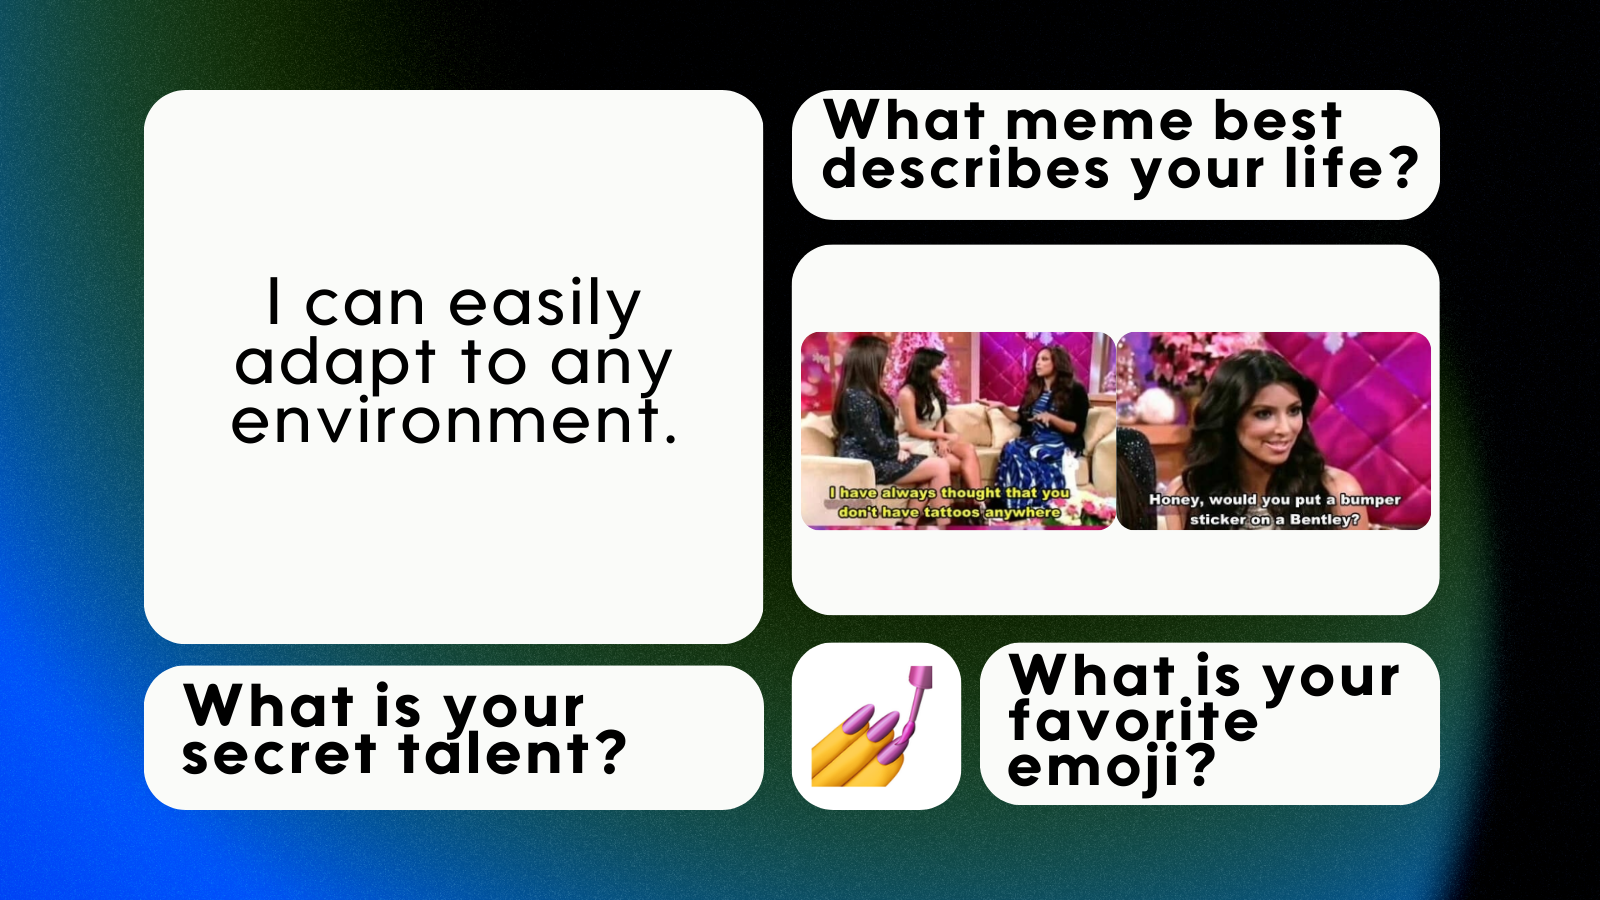 I can easily
adapt to any
environment.
What is your
secret talent?
What meme best
describes your life?
I have always thought that you
don't have tattoos anywhere
Honey, would you put a bumper
sticker on a Bentley?
What is your
favorite
emoji?